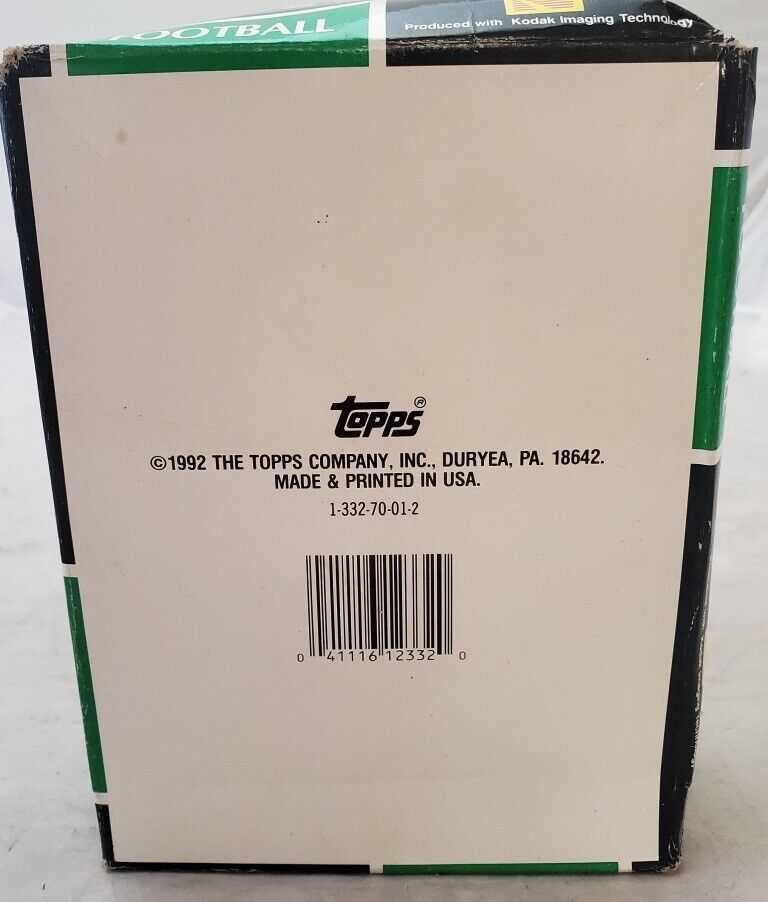 FOOTBALL
Produced with Kodak Imaging Technology
topps®
©1992 THE TOPPS COMPANY, INC., DURYEA, PA. 18642.
MADE & PRINTED IN USA.
1-332-70-01-2
0 41116 12332 0